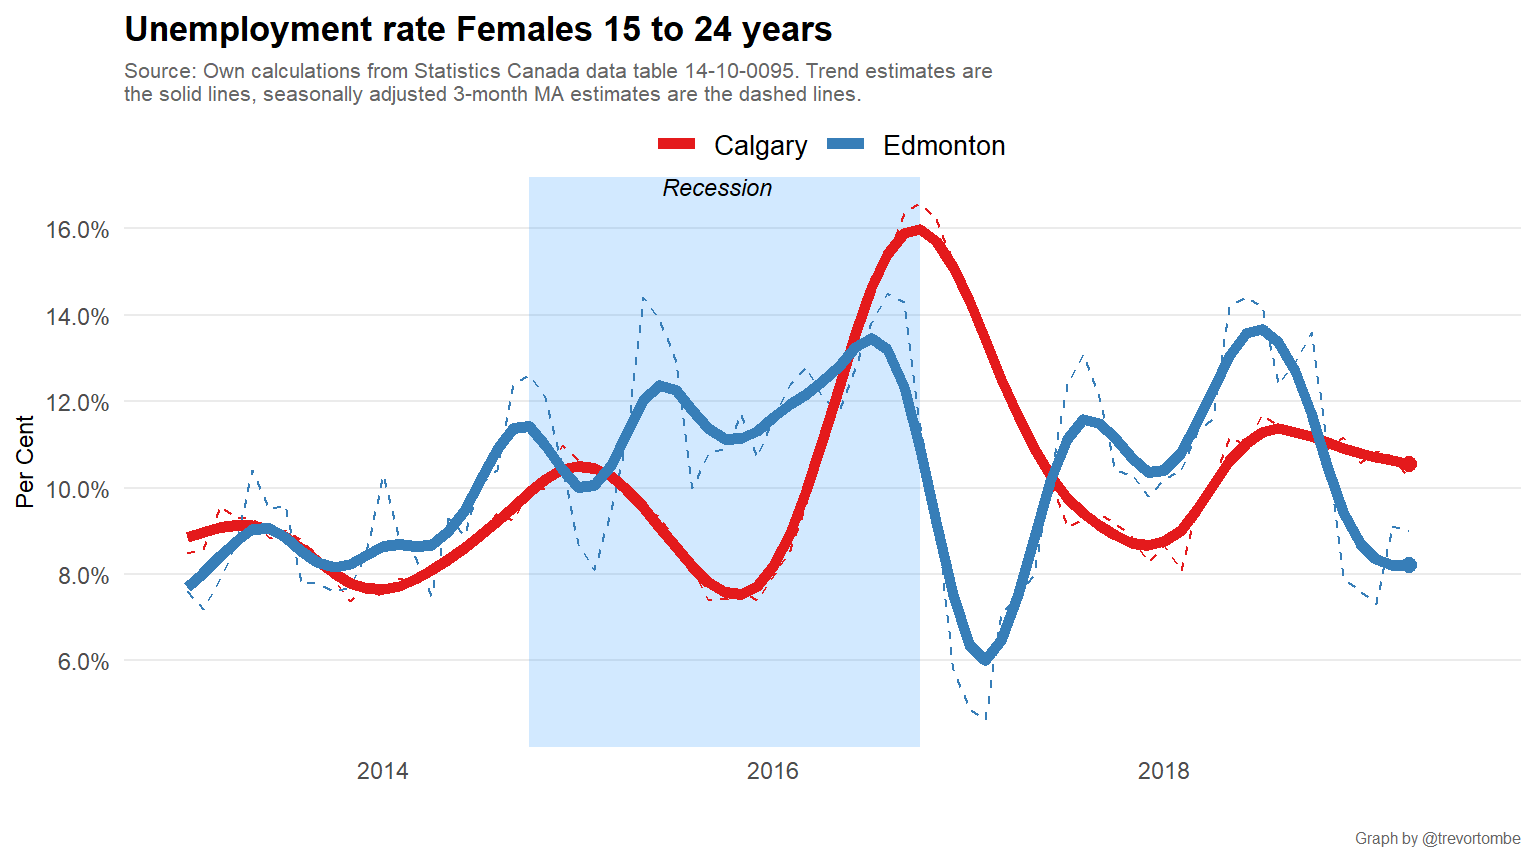 Unemployment rate Females 15 to 24 years
Source: Own calculations from Statistics Canada data table 14-10-0095. Trend estimates are
the solid lines, seasonally adjusted 3-month MA estimates are the dashed lines.
Calgary Edmonton
Recession
16.0%
14.0%
12.0%
10.0%
8.0%
6.0%
Per Cent
2014 2016 2018
Graph by @trevortombe